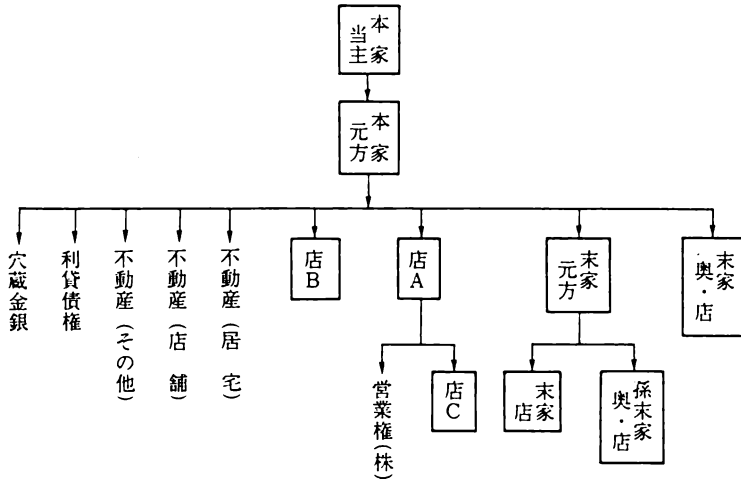 本家
当主
本家
元方
末家
奥・店
末家
元方
店A
店B
不動産(居宅)
不動産(店舗)
不動産(その他)
利貸債権
穴蔵金銀
係末家
奥・店
末家
店
店C
営業権(株)